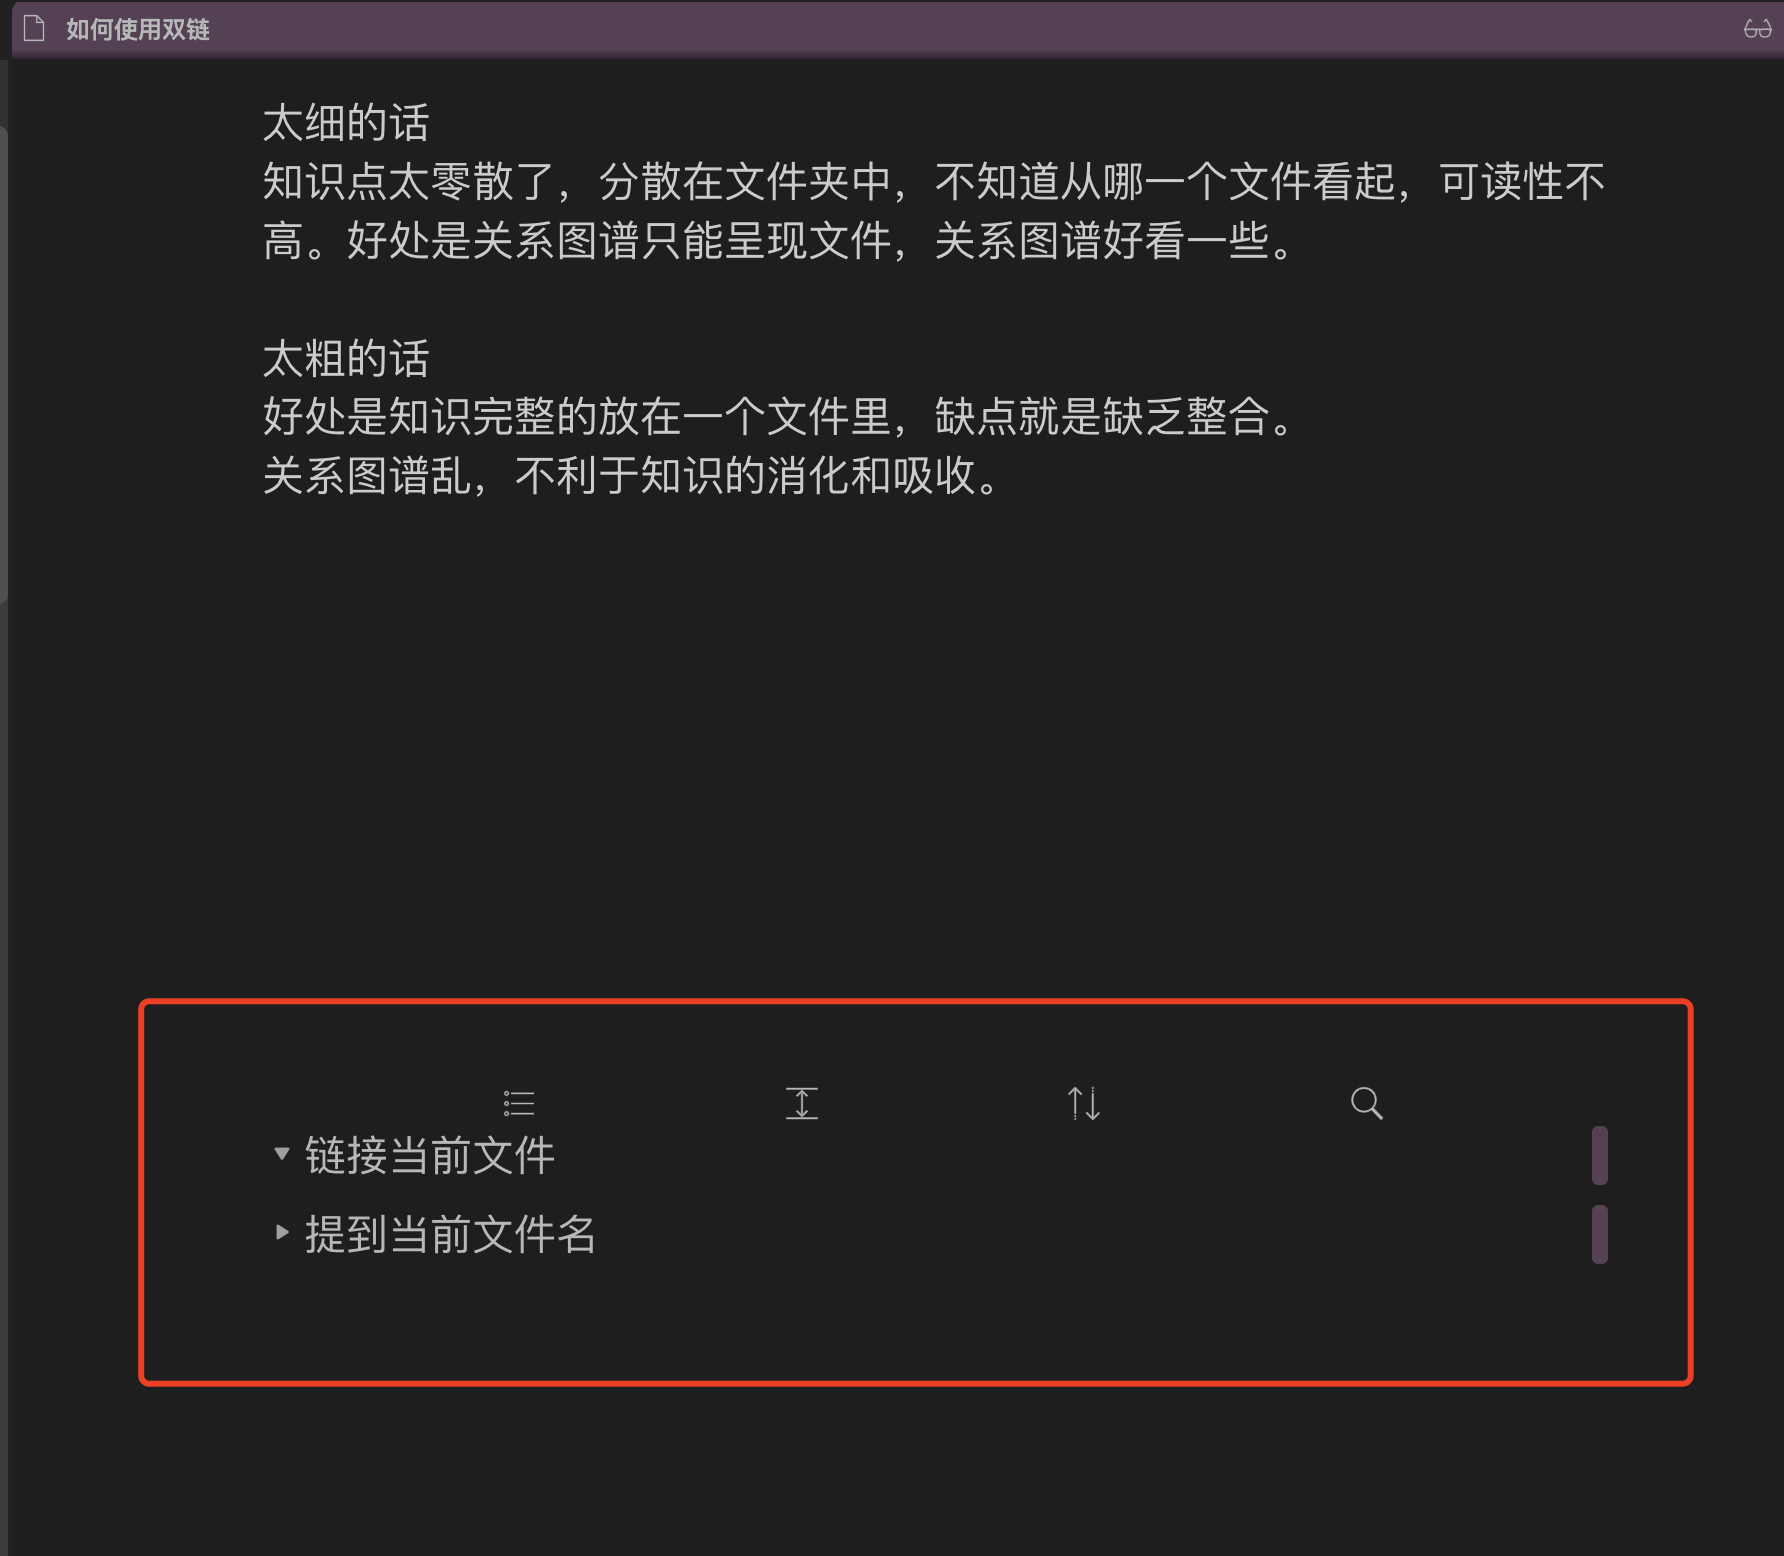 如何使用双链
太细的话
知识点太零散了，分散在文件夹中，不知道从哪一个文件看起，可读性不
高。好处是关系图谱只能呈现文件，关系图谱好看一些。
太粗的话
好处是知识完整的放在一个文件里，缺点就是缺乏整合。
关系图谱乱，不利于知识的消化和吸收。
链接当前文件
提到当前文件名